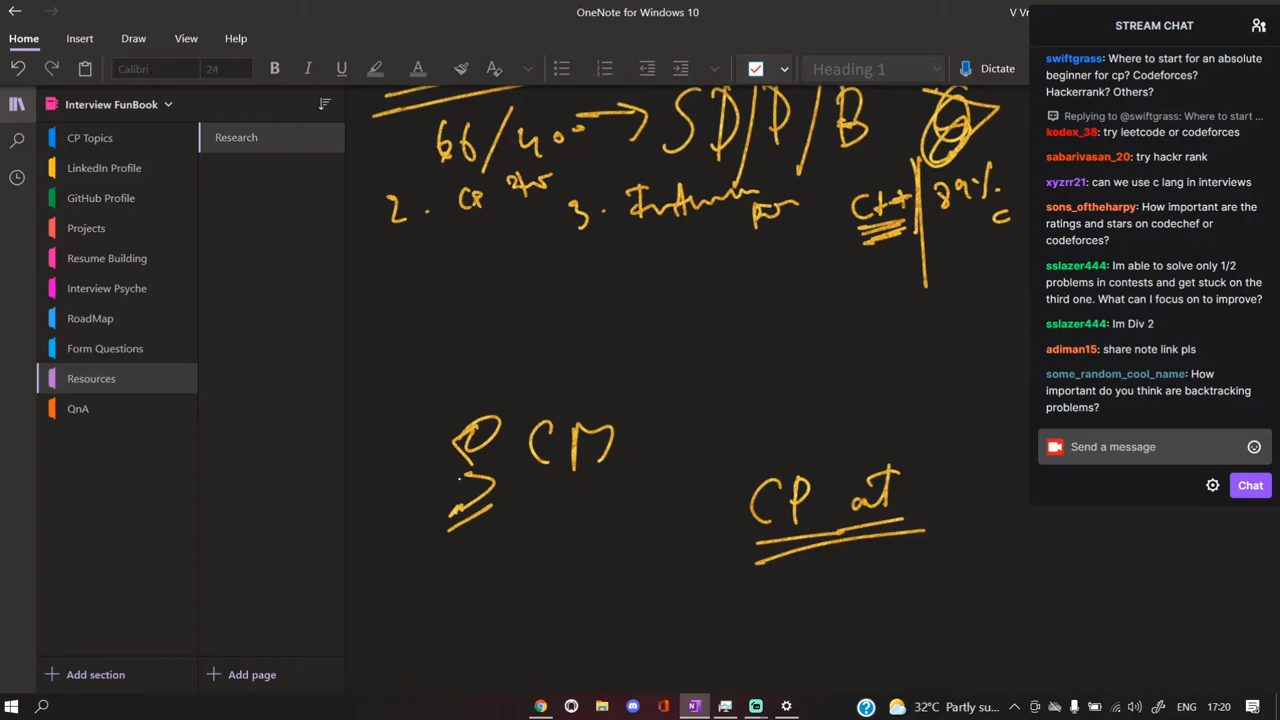 OneNote for Windows 10
V Vr
Home
Insert
Draw
View
Help
Calibri
24
B
I
U
A
Heading 1
Dictate
Interview FunBook
CP Topics
LinkedIn Profile
GitHub Profile
Projects
Resume Building
Interview Psyche
RoadMap
Form Questions
Resources
QnA
Add section
Research
Add page
66/400 → SD/P/B
2. CP
3.
C++
89%
C
CM
CP at
STREAM CHAT
swiftgrass: Where to start for an absolute
beginner for cp? Codeforces?
Hackerrank? Others?
Replying to @swiftgrass: Where to start ...
kodex_38: try leetcode or codeforces
sabarivasan_20: try hackr rank
xyzrr21: can we use c lang in interviews
sons_oftheharpy: How important are the
ratings and stars on codechef or
codeforces?
sslazer444: Im able to solve only 1/2
problems in contests and get stuck on the
third one. What can I focus on to improve?
sslazer444: Im Div 2
adiman15: share note link pls
some_random_cool_name: How
important do you think are backtracking
problems?
Send a message
Chat
32°C Partly su...
ENG
17:20